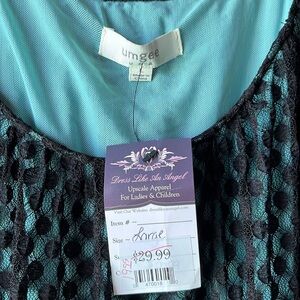 umgee
U S A
L
Dress Like An Angel
Upscale Apparel
For Ladies & Children
Item # –
Size – Large
$29.99